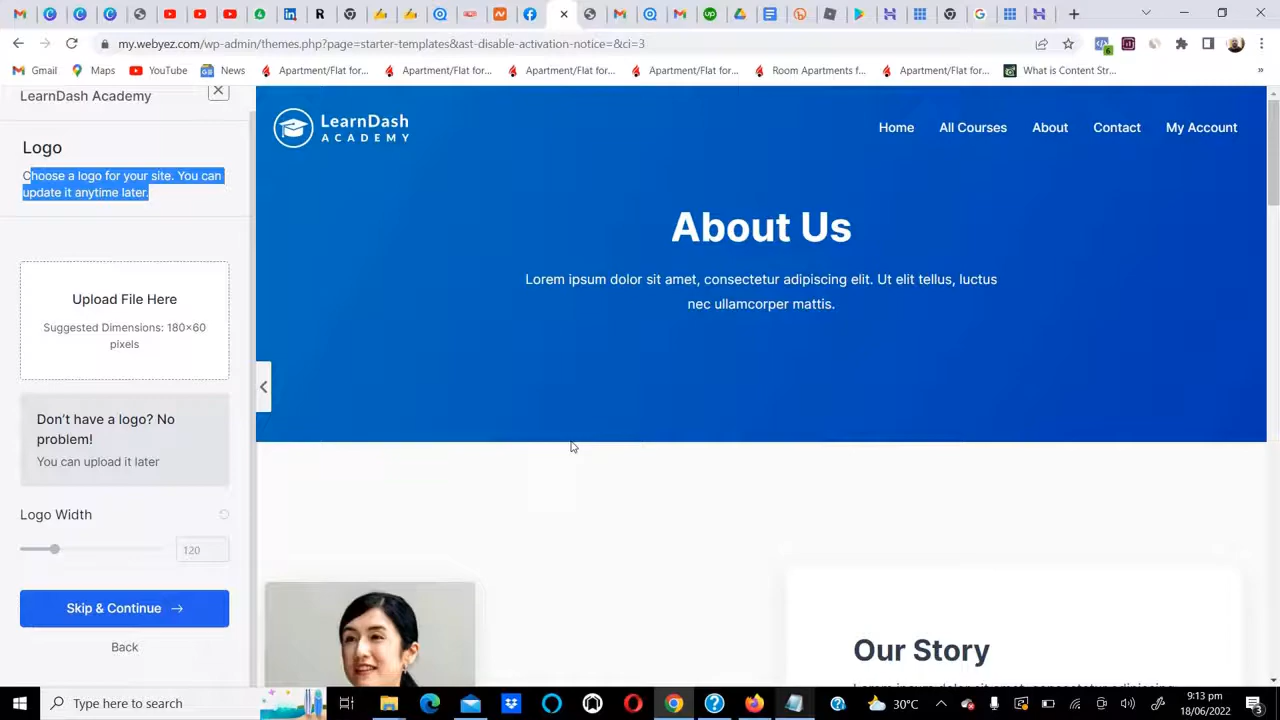 my.webyez.com/wp-admin/themes.php?page=starter-templates&ast-disable-activation-notice=&ci=3
Gmail
Maps
YouTube
News
Apartment/Flat for...
Apartment/Flat for...
Apartment/Flat for...
Apartment/Flat for...
Room Apartments f...
Apartment/Flat for...
What is Content Str...
»
LearnDash Academy
Logo
Choose a logo for your site. You can
update it anytime later.
Upload File Here
Suggested Dimensions: 180×60
pixels
Don't have a logo? No
problem!
You can upload it later
Logo Width
120
Skip & Continue →
Back
LearnDash
ACADEMY
Home
All Courses
About
Contact
My Account
About Us
Lorem ipsum dolor sit amet, consectetur adipiscing elit. Ut elit tellus, luctus
nec ullamcorper mattis.
Our Story
Type here to search
30°C
9:13 pm
18/06/2022
3